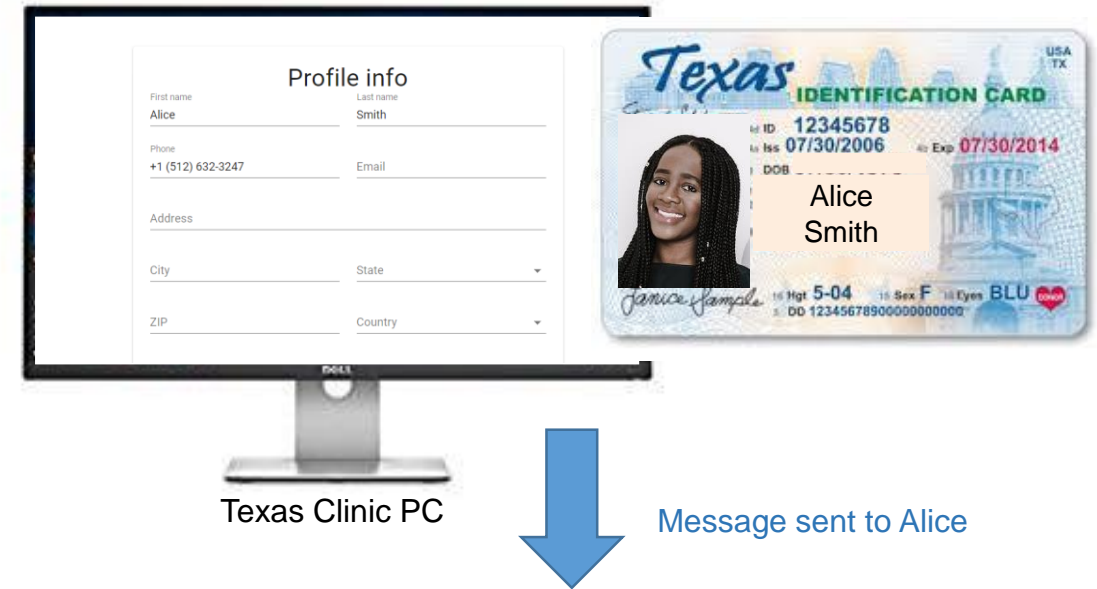 Profile info
First name
Last name
Alice
Smith
Phone
+1 (512) 632-3247
Email
Address
City
State
ZIP
Country
DELL
Texas Clinic PC
Texas
USA
TX
IDENTIFICATION CARD
ID 12345678
Iss 07/30/2006
Exp 07/30/2014
DOB
Alice
Smith
Janice Sample
Hgt 5-04
Sex F
Eyes BLU
DONOR
DD 12345678900000000000
Message sent to Alice